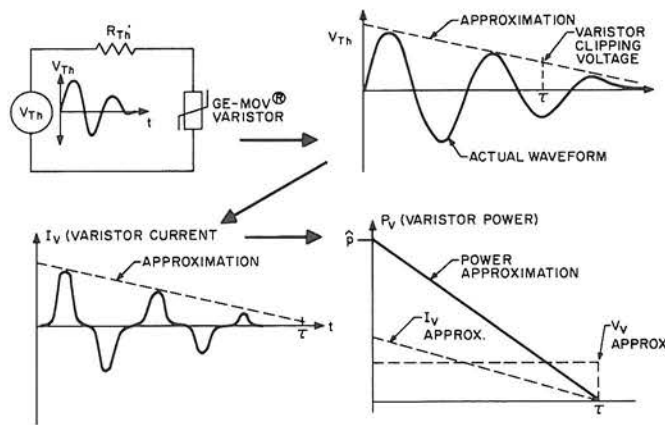 R_Th'
V_Th
V_Th
t
GE-MOV®
VARISTOR
APPROXIMATION
VARISTOR
CLIPPING
VOLTAGE
V_Th
τ
ACTUAL WAVEFORM
I_V (VARISTOR CURRENT
APPROXIMATION
τ
t
P_V (VARISTOR POWER)
p̂
POWER
APPROXIMATION
I_V
APPROX.
V_V
APPROX
τ